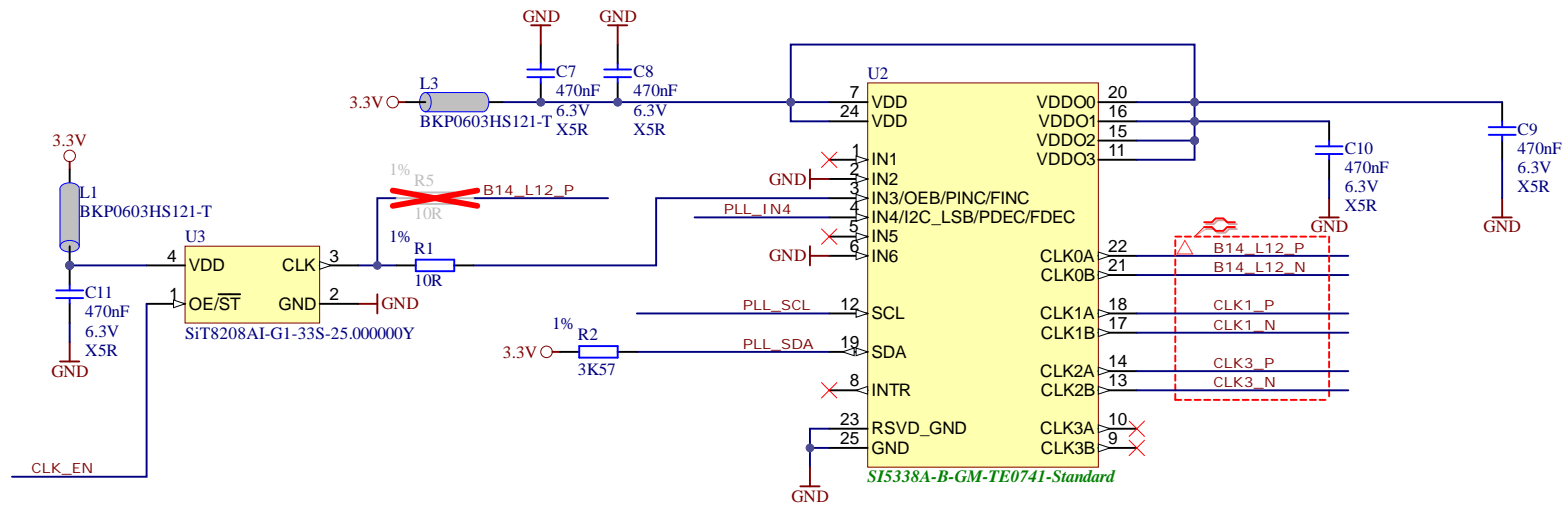 GND
GND
C7
470nF
6.3V
X5R
C8
470nF
6.3V
X5R
L3
3.3V
BKP0603HS121-T
3.3V
L1
BKP0603HS121-T
1%
R5
10R
B14_L12_P
1%
R1
10R
U3
4 VDD CLK 3
1 OE/ST GND 2
GND
SiT8208AI-G1-33S-25.000000Y
C11
470nF
6.3V
X5R
GND
CLK_EN
PLL_IN4
GND
GND
PLL_SCL
1%
R2
3.3V
3K57
PLL_SDA
GND
U2
7 VDD VDDO0 20
24 VDD VDDO1 16
VDDO2 15
1 IN1 VDDO3 11
2 IN2
3 IN3/OEB/PINC/FINC
4 IN4/I2C_LSB/PDEC/FDEC
5 IN5
6 IN6 CLK0A 22
CLK0B 21
12 SCL CLK1A 18
CLK1B 17
19 SDA CLK2A 14
8 INTR CLK2B 13
23 RSVD_GND CLK3A 10
25 GND CLK3B 9
SI5338A-B-GM-TE0741-Standard
C9
470nF
6.3V
X5R
GND
C10
470nF
6.3V
X5R
GND
B14_L12_P
B14_L12_N
CLK1_P
CLK1_N
CLK3_P
CLK3_N